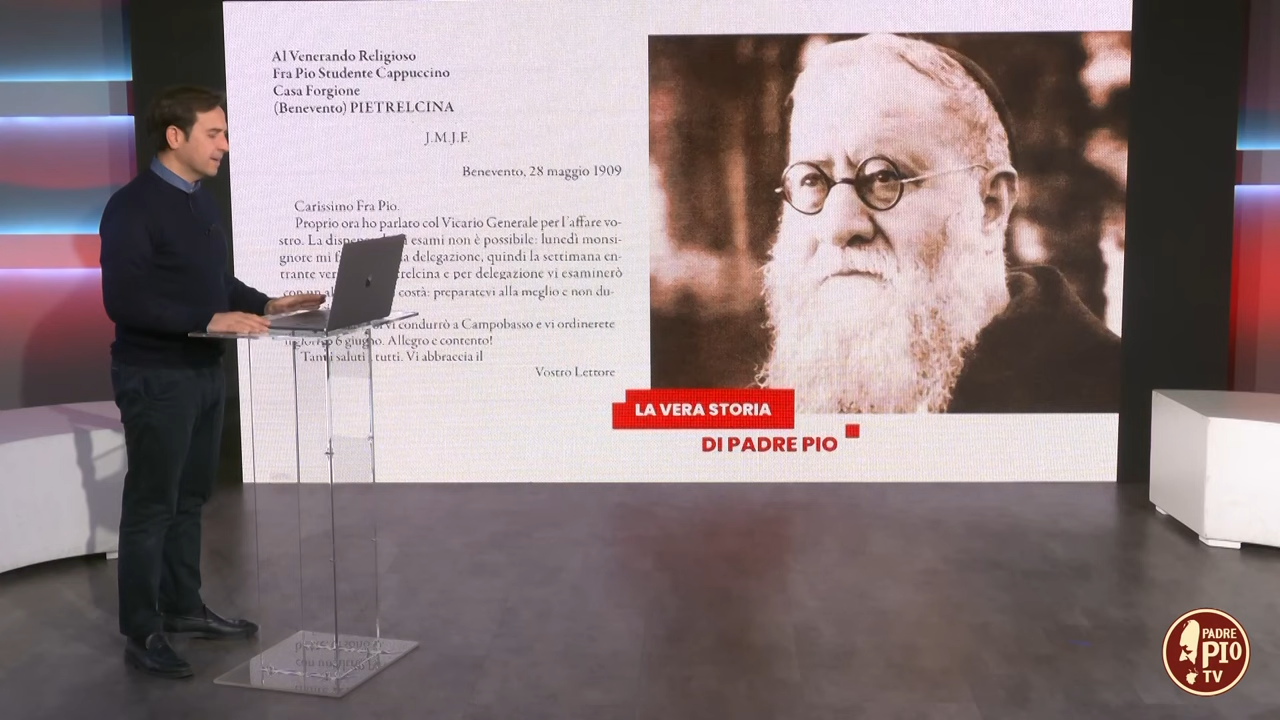 Al Venerando Religioso
Fra Pio Studente Cappuccino
Casa Forgione
(Benevento) PIETRELCINA
J.M.J.F.
Benevento, 28 maggio 1909
Carissimo Fra Pio.
Proprio ora ho parlato col Vicario Generale per l'affare vo-
stro. La esami non è possibile: lunedì monsi-
gnore mi delegazione, quindi la settimana en-
trante e per delegazione vi esaminerò
costà: preparatevi alla meglio e non du-
condurrò a Campobasso e vi ordinerete
6 giugno. Allegro e contento!
Tanti saluti tutti. Vi abbraccia il
Vostro Lettore
LA VERA STORIA
DI PADRE PIO
PADRE
PIO
TV